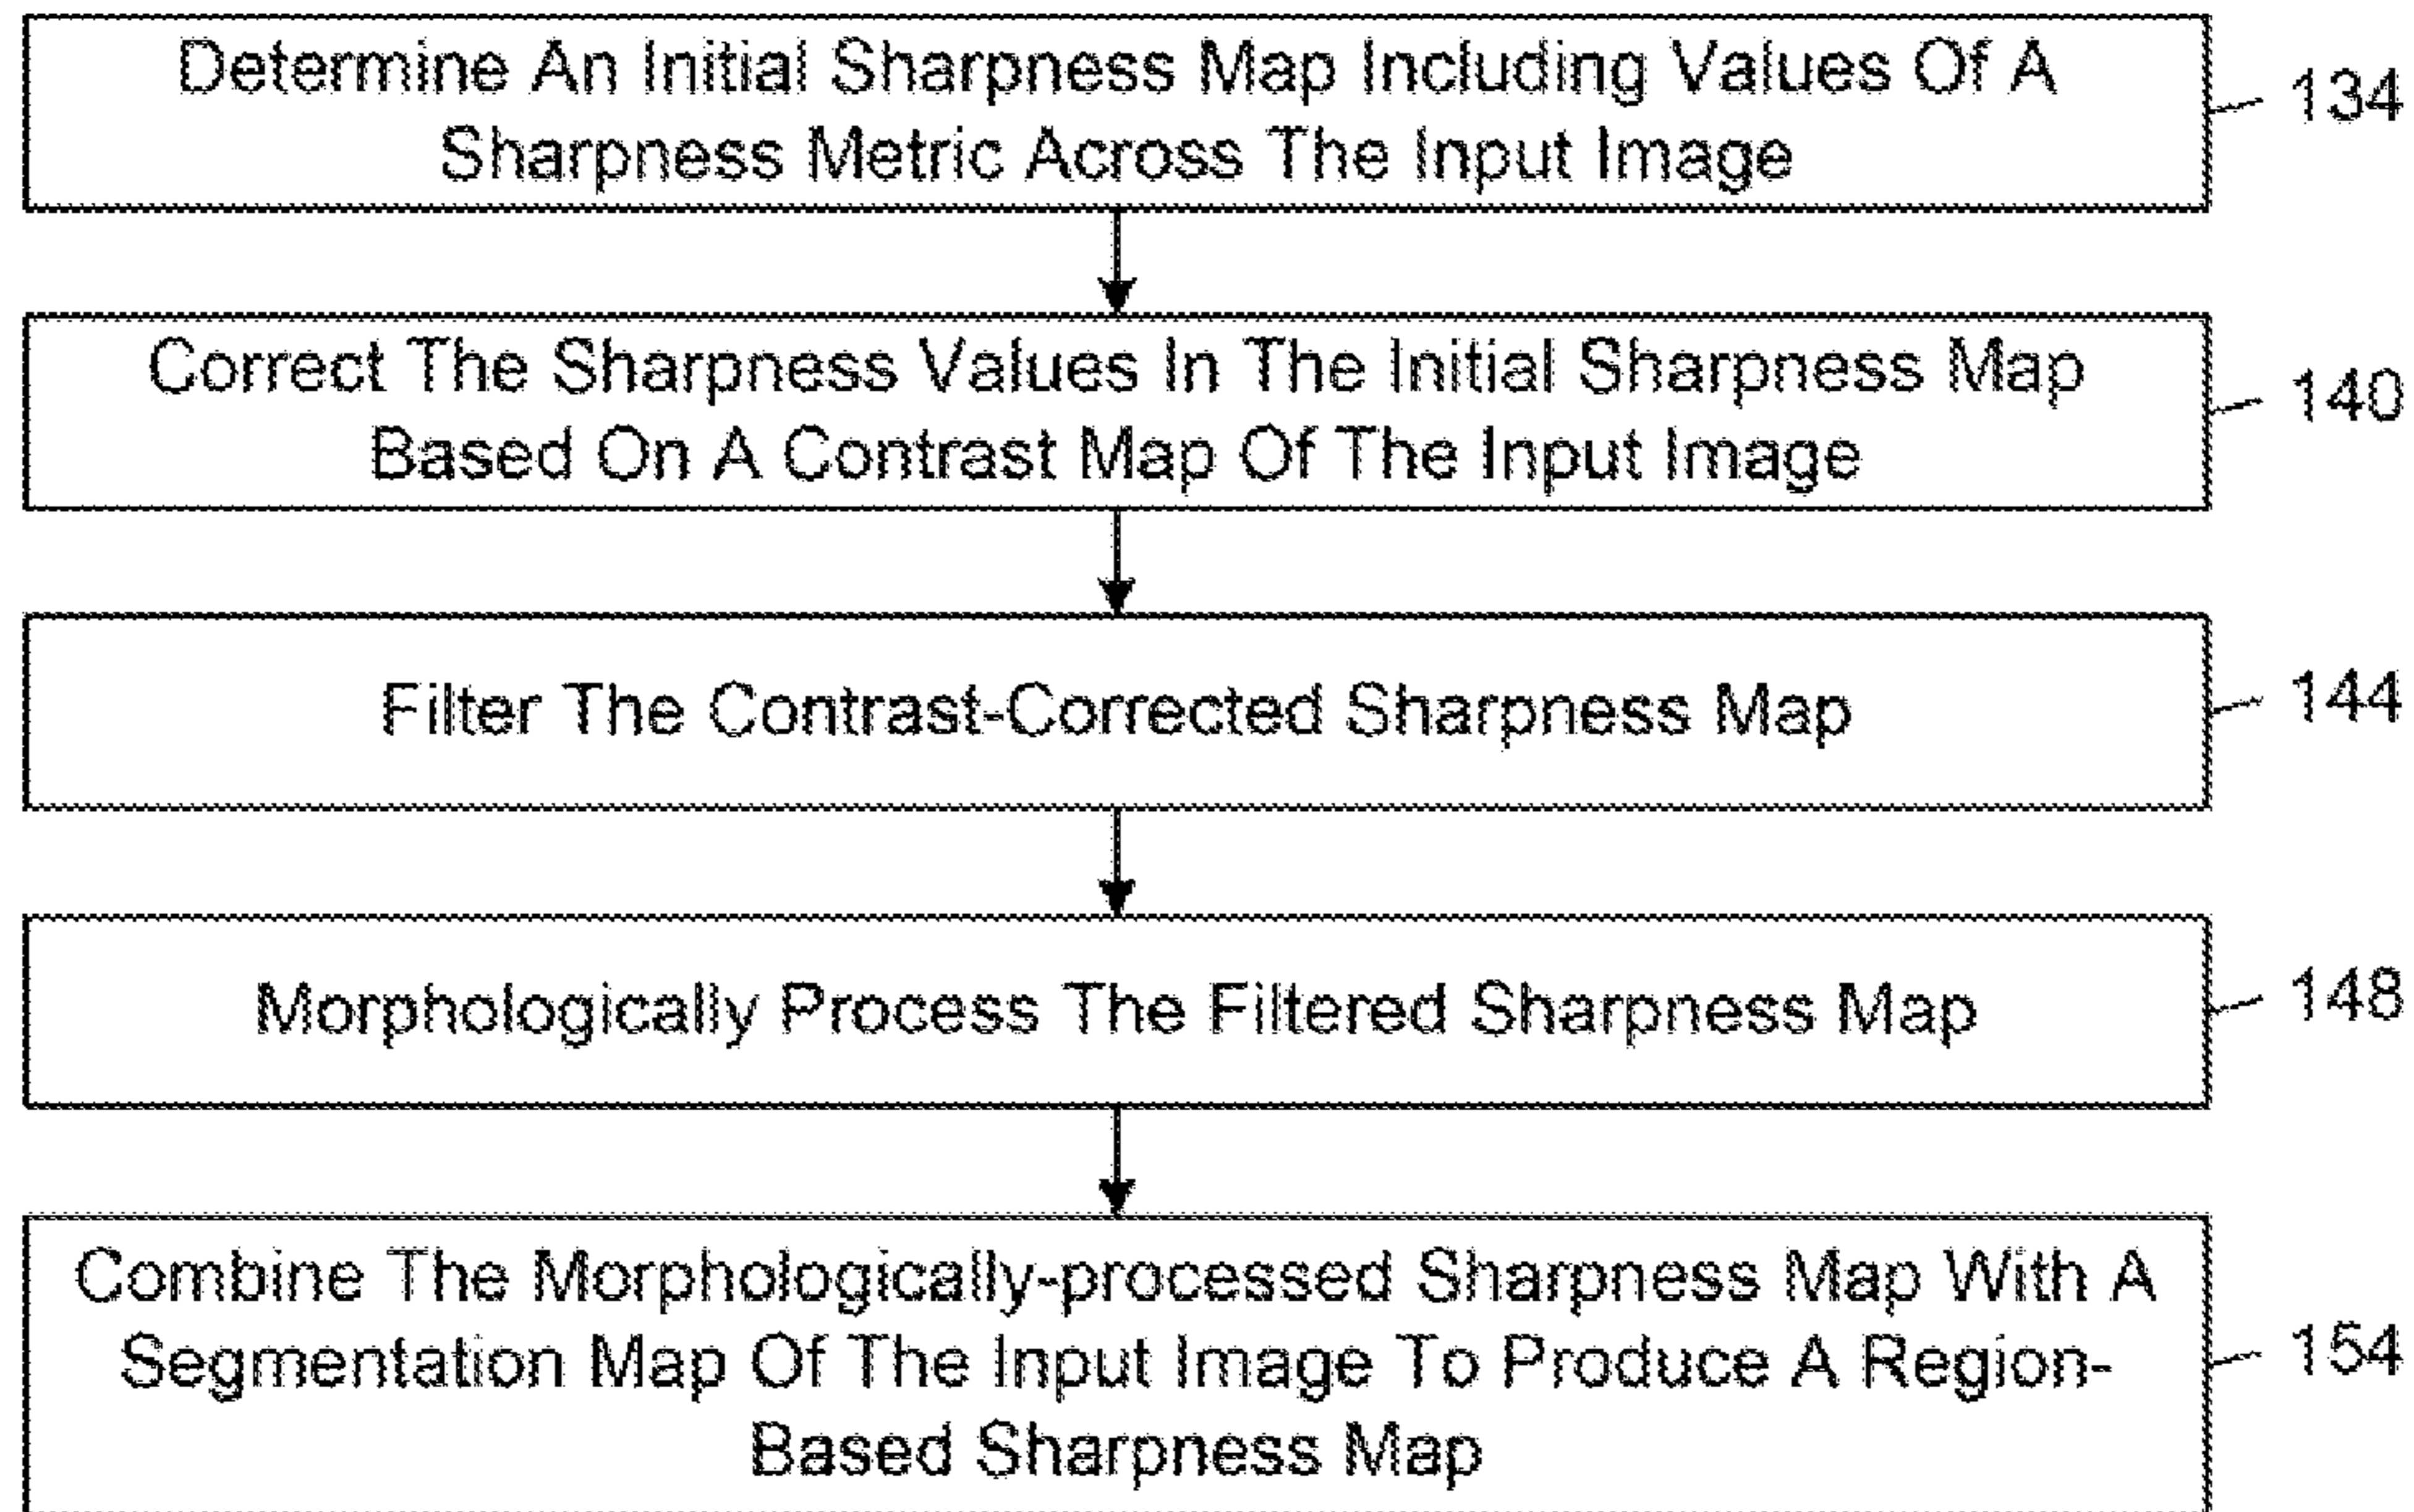 Determine An Initial Sharpness Map Including Values Of A
Sharpness Metric Across The Input Image
134
Correct The Sharpness Values In The Initial Sharpness Map
Based On A Contrast Map Of The Input Image
140
Filter The Contrast-Corrected Sharpness Map
144
Morphologically Process The Filtered Sharpness Map
148
Combine The Morphologically-processed Sharpness Map With A
Segmentation Map Of The Input Image To Produce A Region-
Based Sharpness Map
154